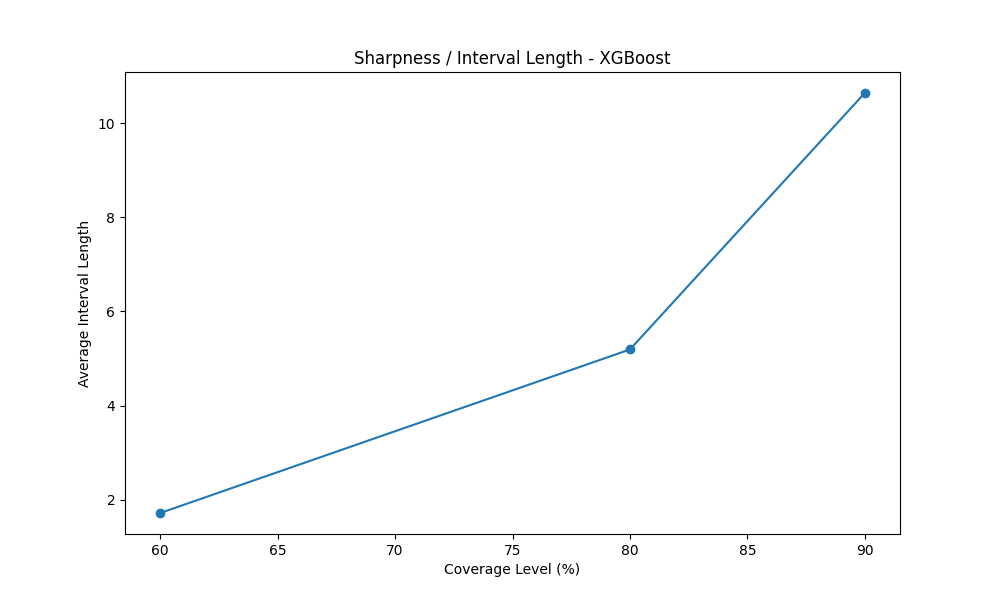 Sharpness / Interval Length - XGBoost
10
8
6
4
2
Average Interval Length
60 65 70 75 80 85 90
Coverage Level (%)